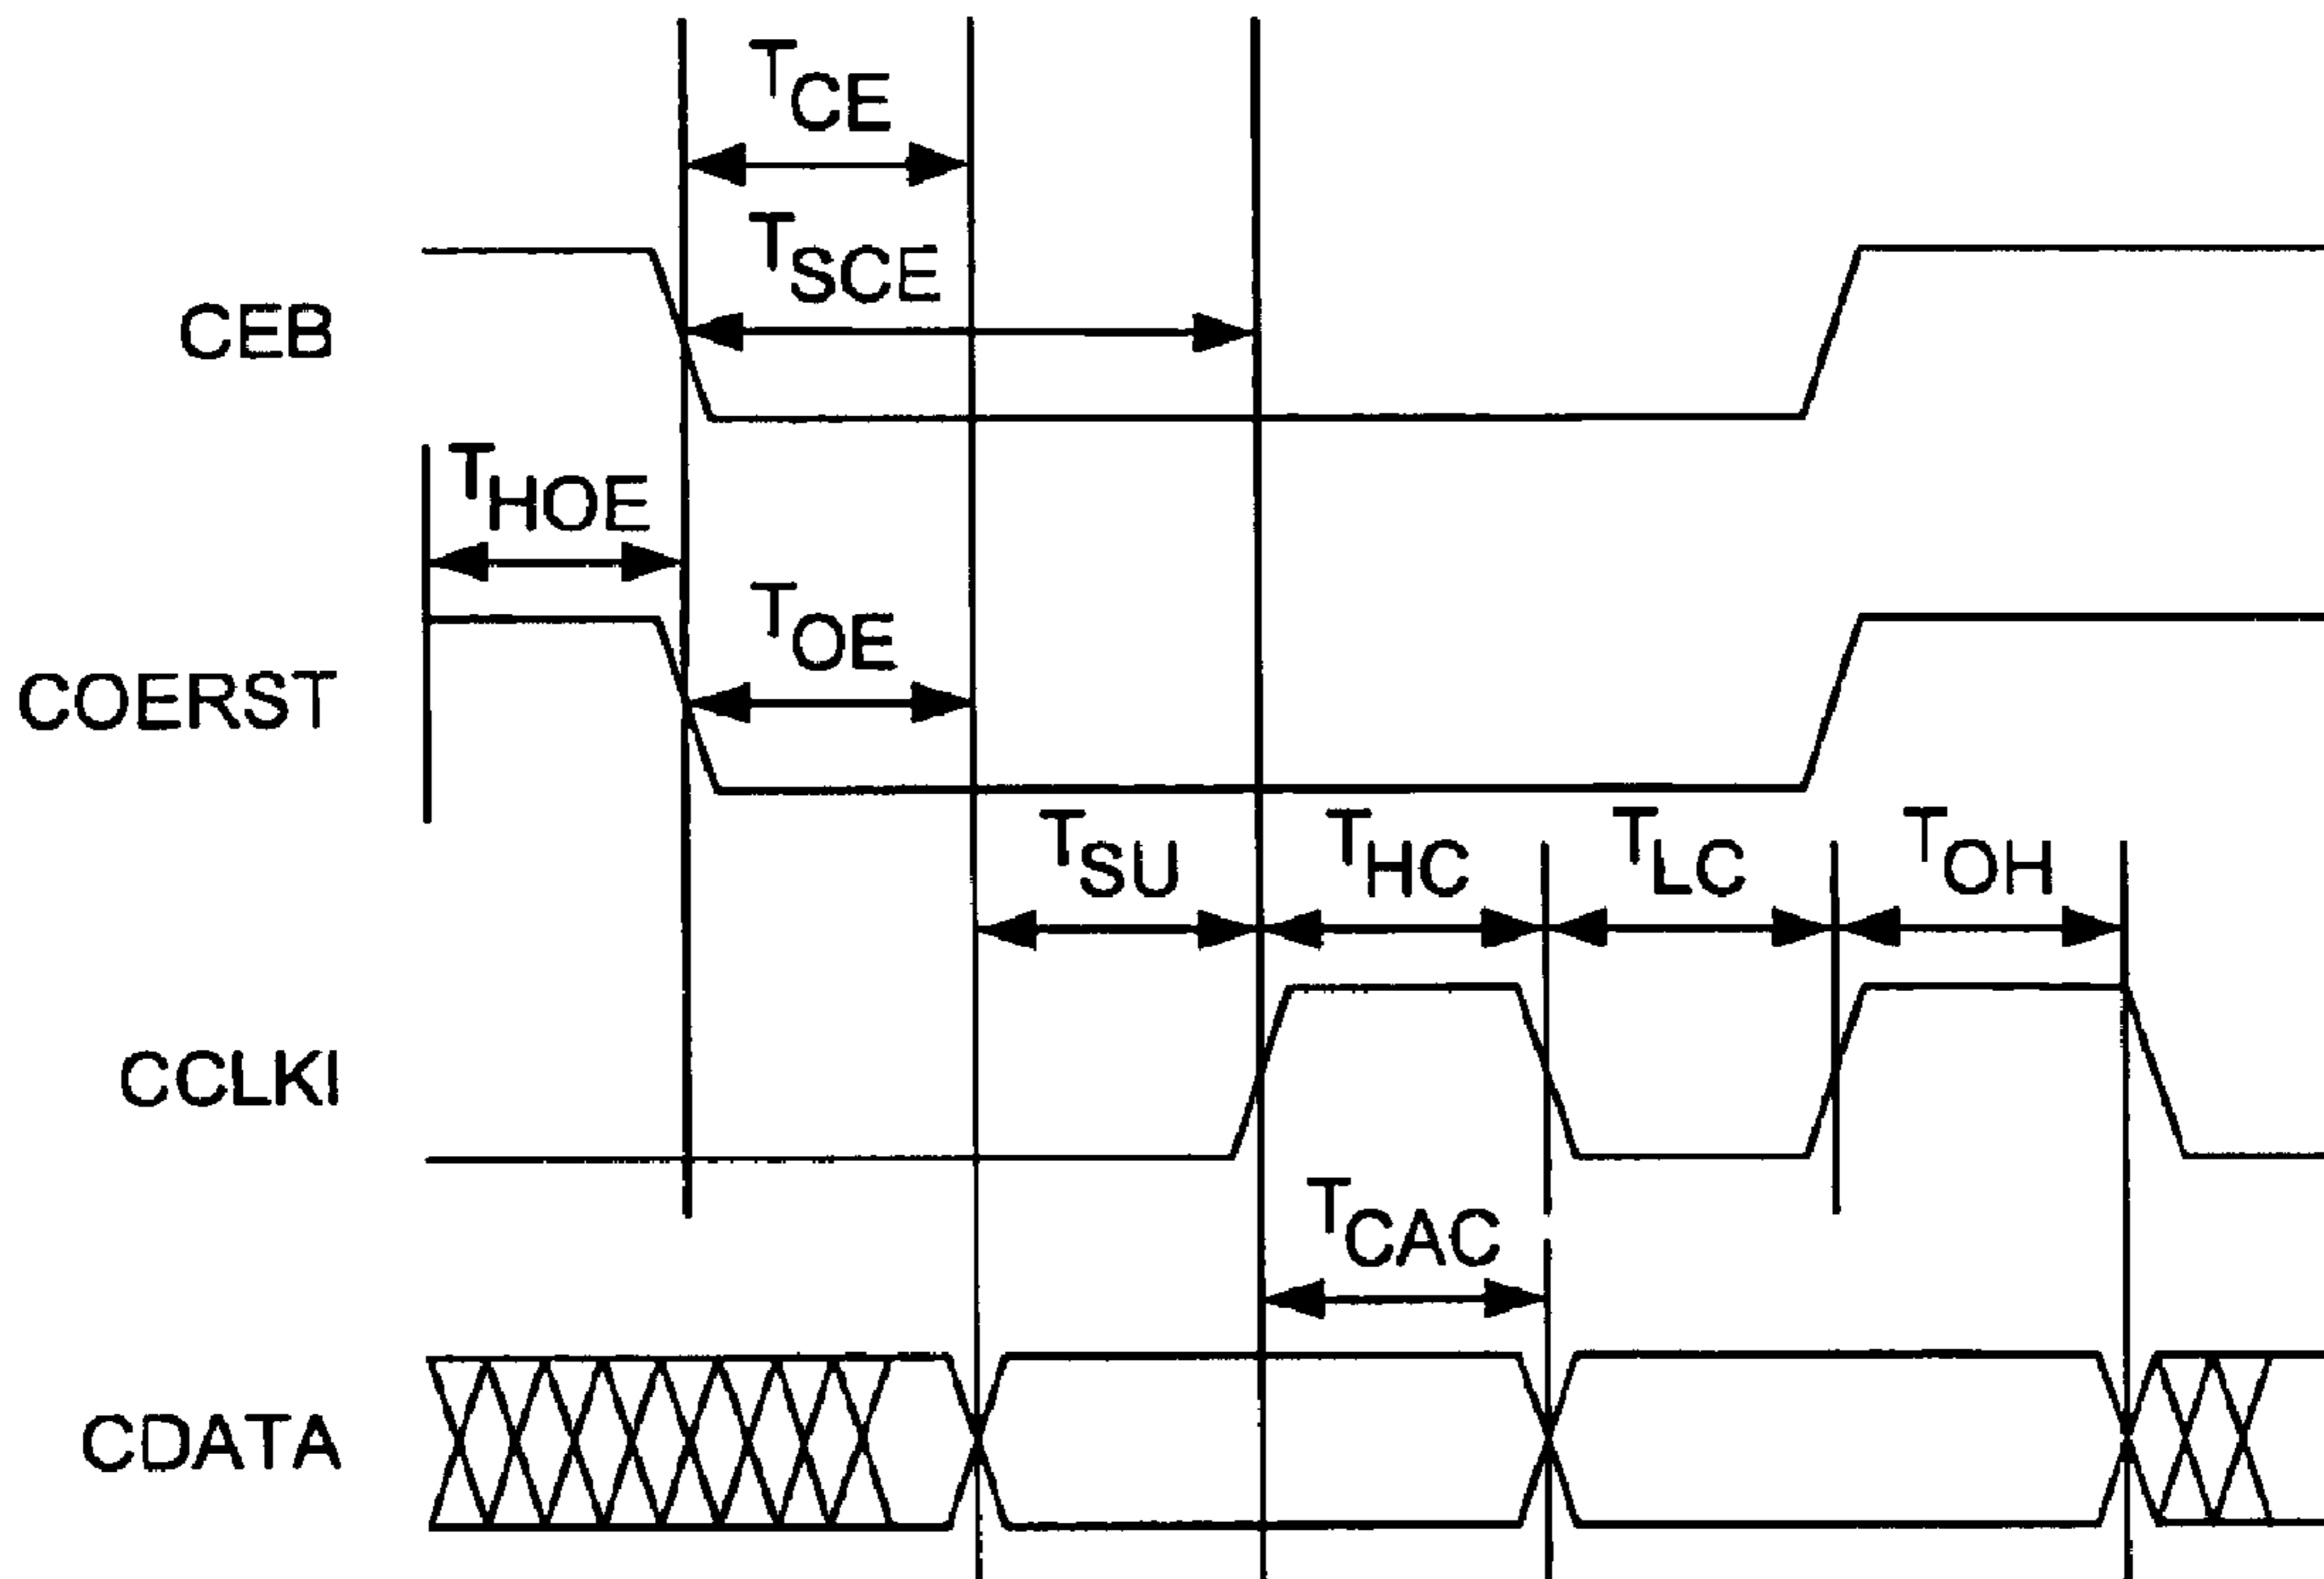 TCE
TSCE
CEB
THOE
TOE
COERST
TSU THC TLC TOH
CCLKI
TCAC
CDATA